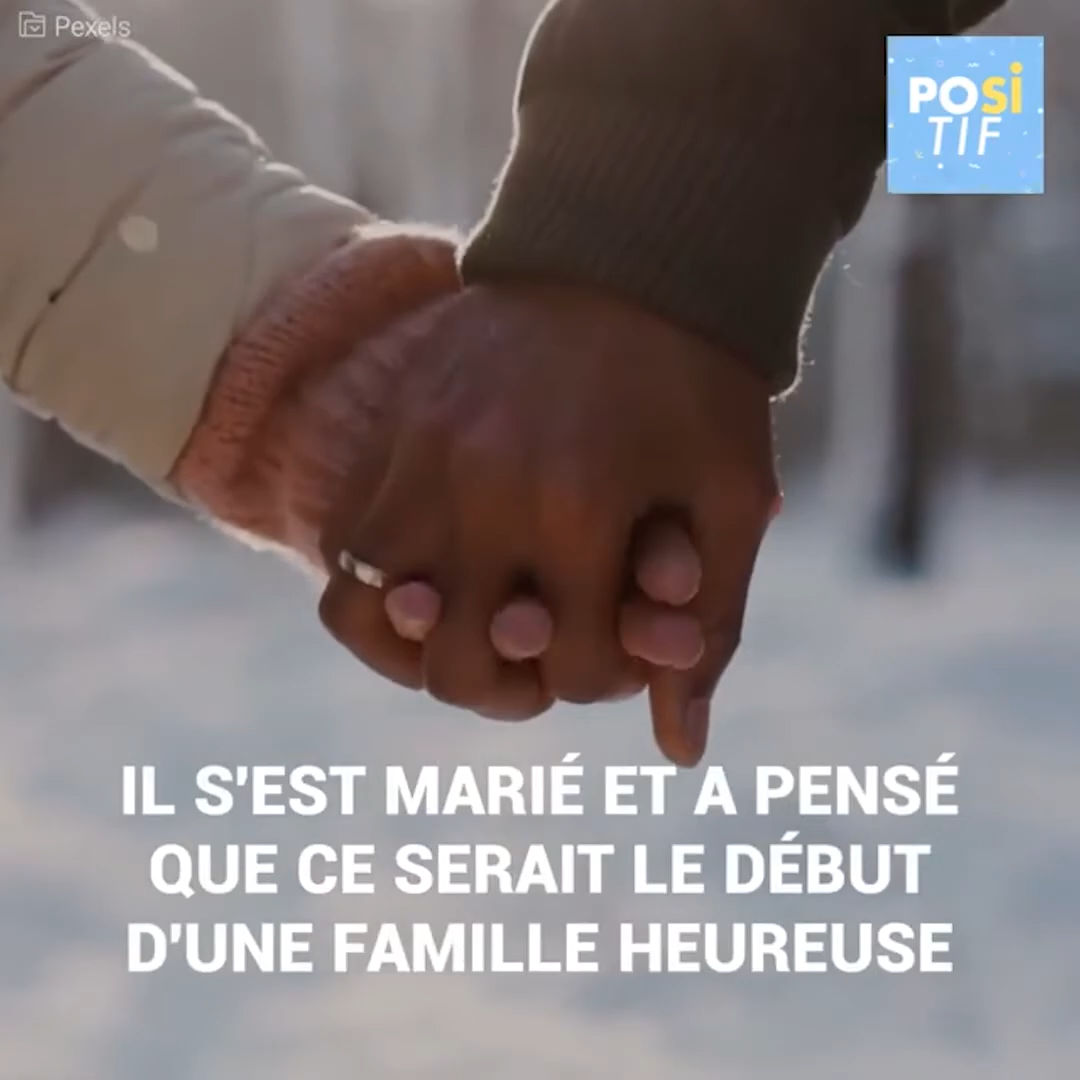 Pexels
POSi
TIF
IL S'EST MARIÉ ET A PENSÉ
QUE CE SERAIT LE DÉBUT
D'UNE FAMILLE HEUREUSE